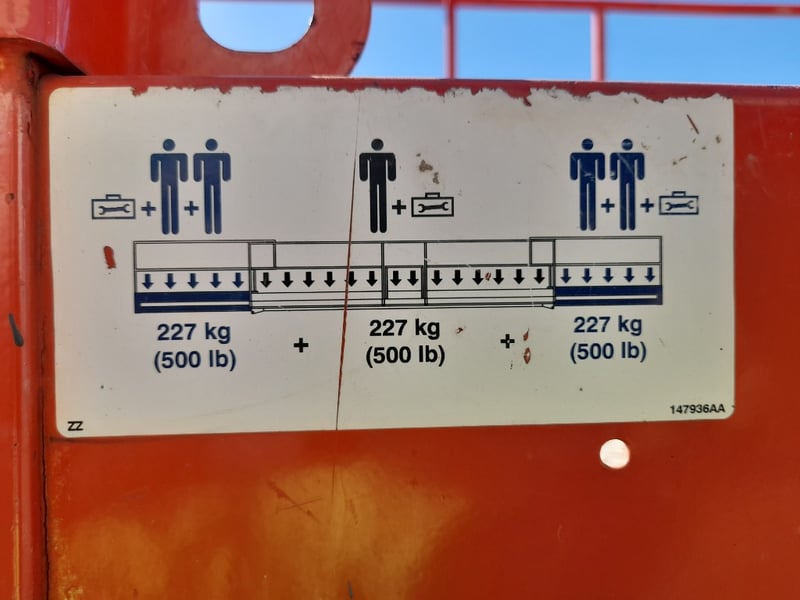 227 kg
(500 lb)
+
227 kg
(500 lb)
+
227 kg
(500 lb)
ZZ
147936AA